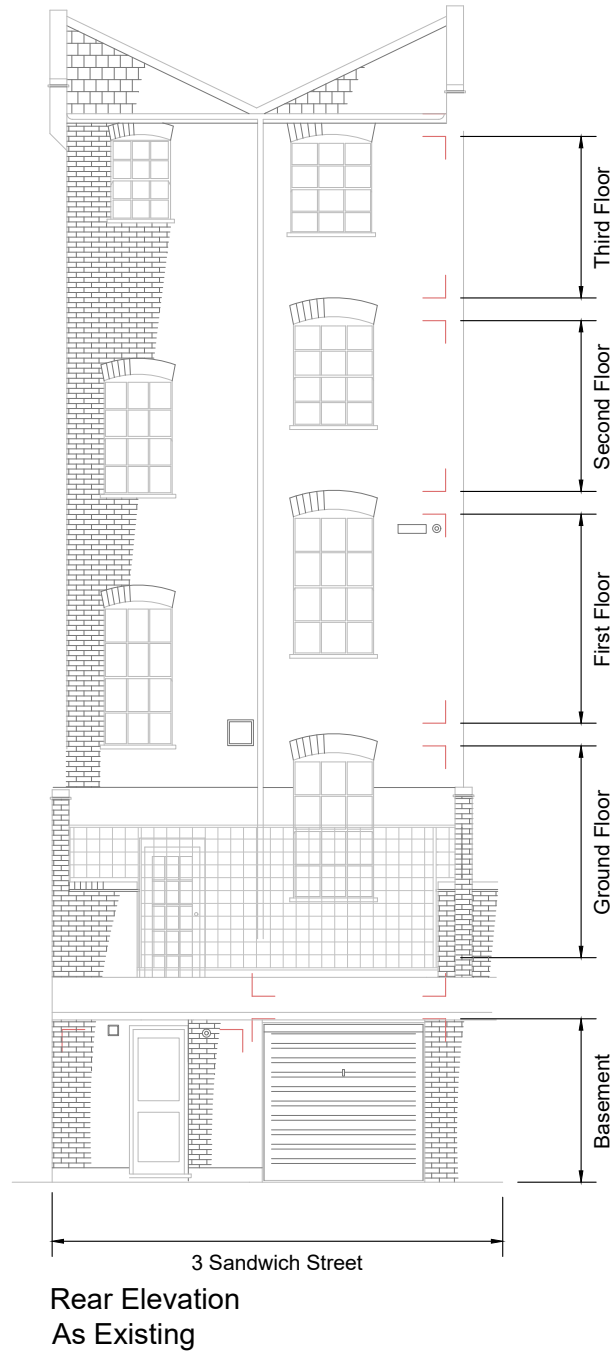 Third Floor
Second Floor
First Floor
Ground Floor
Basement
3 Sandwich Street
Rear Elevation
As Existing